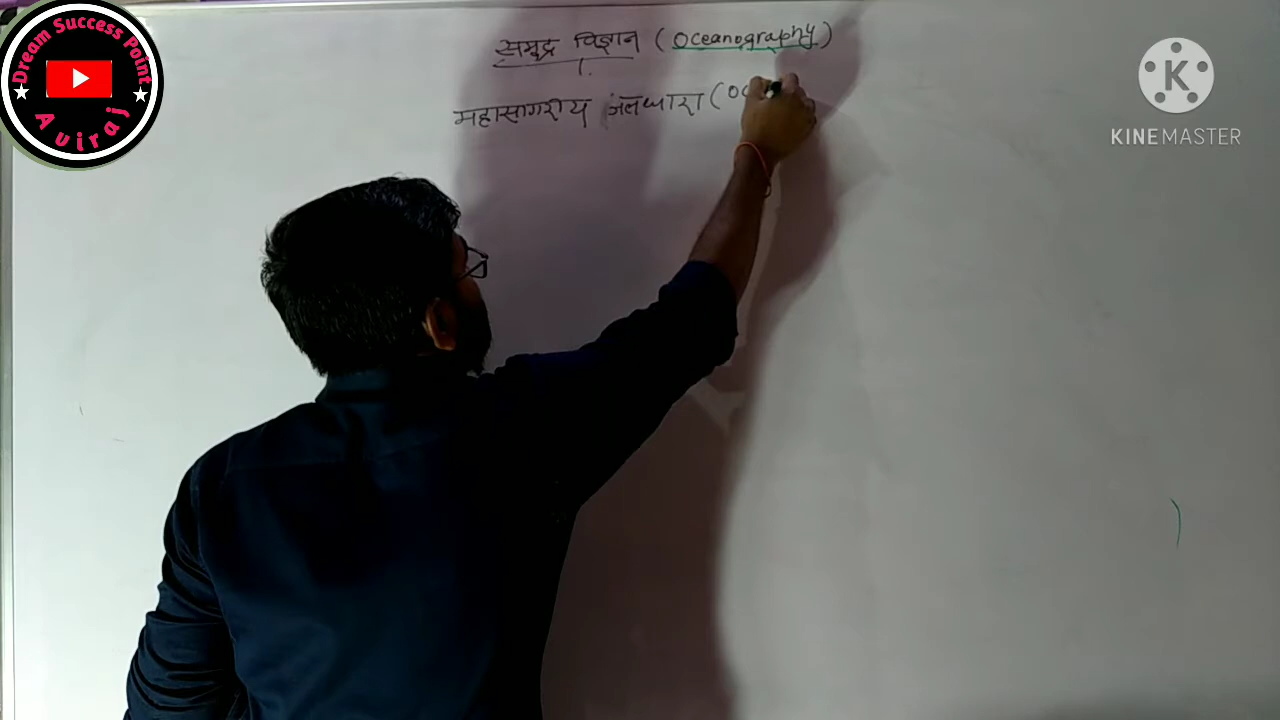 Dream Success Point
Aviraj
समुद्र विज्ञान (Oceanography)
महासागरीय जलधारा (OC
KINEMASTER